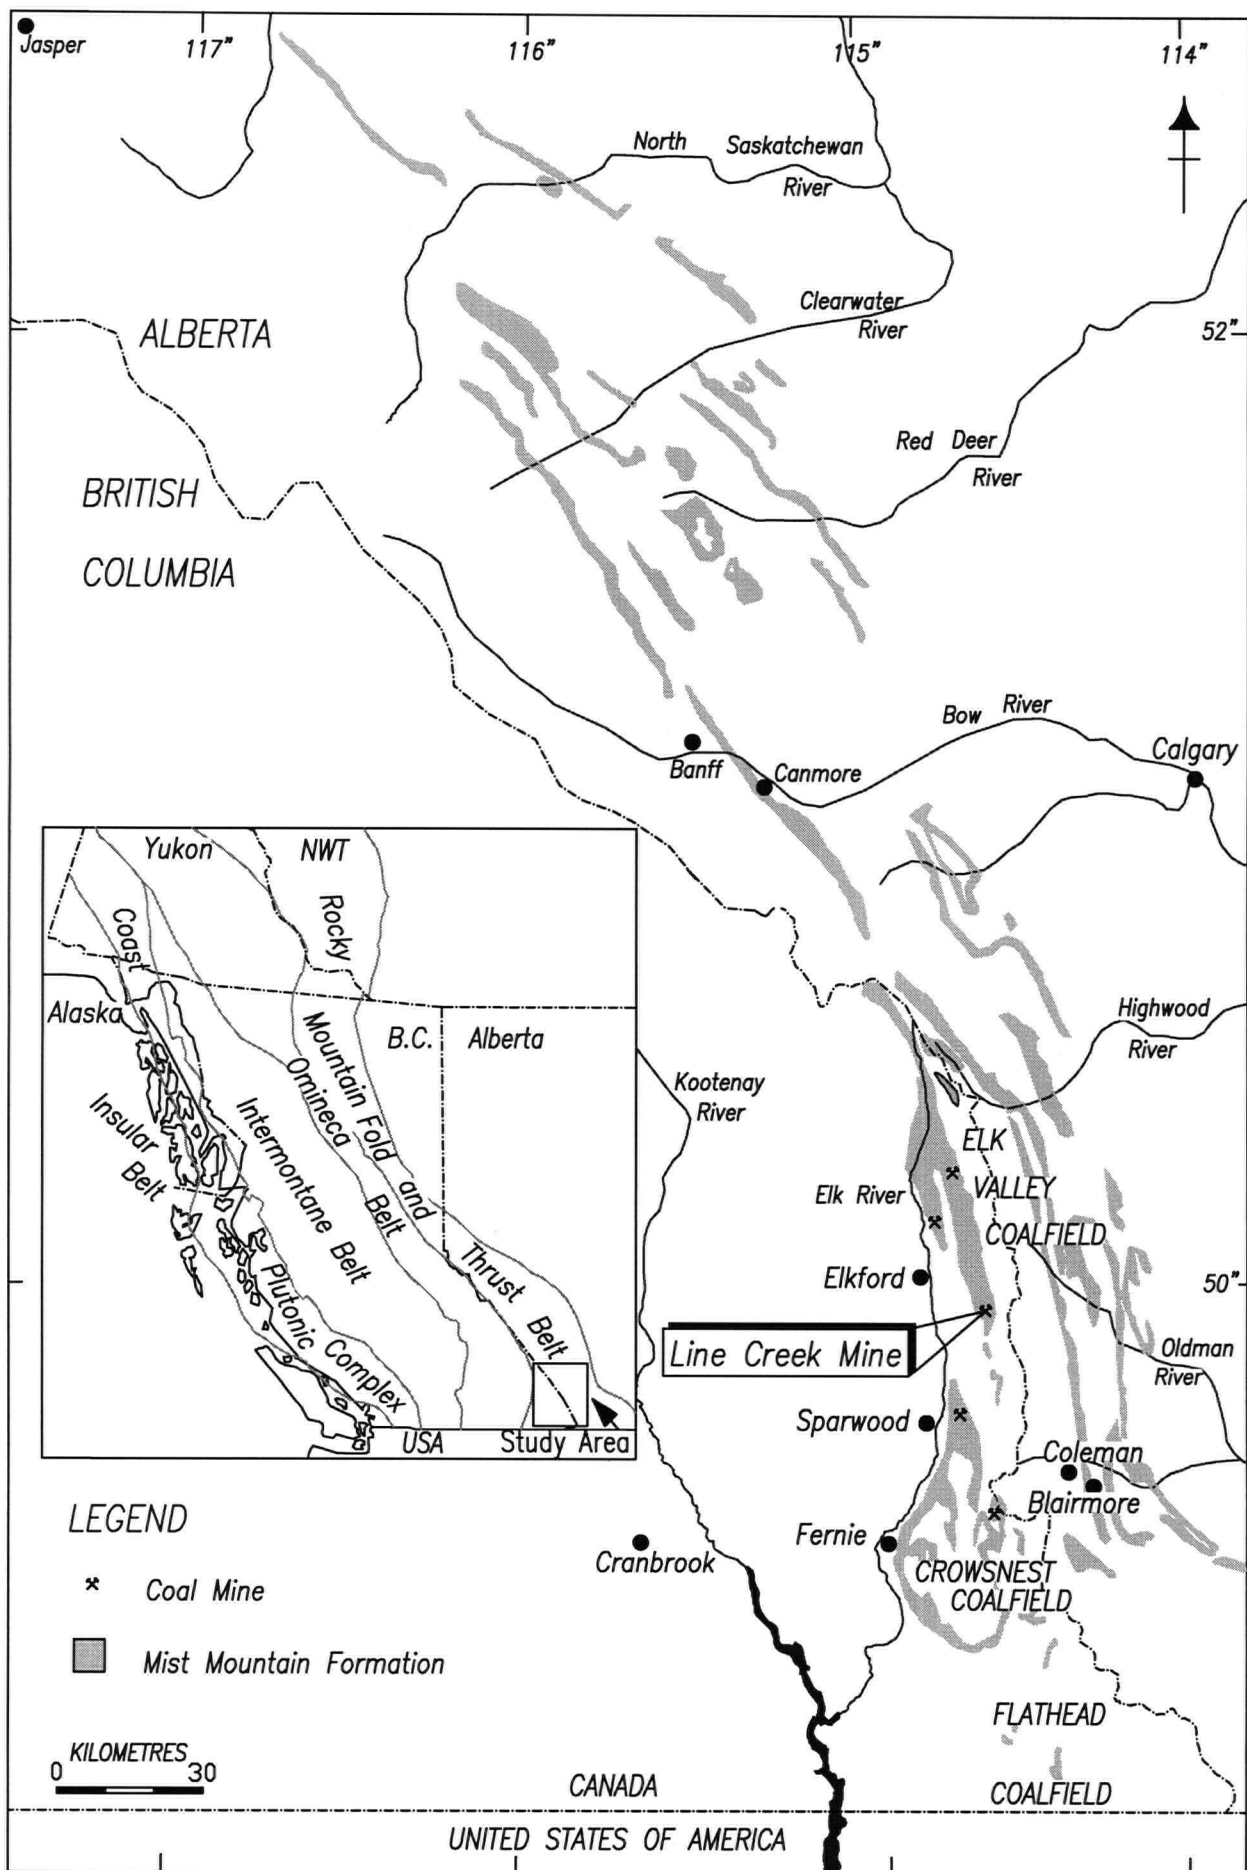 Jasper
117"
116"
115"
114"
North Saskatchewan
River
Clearwater
River
52"
ALBERTA
Red Deer
River
BRITISH
COLUMBIA
Bow River
Calgary
Banff
Canmore
Yukon
NWT
Rocky
Coast
Alaska
Mountain Fold and
Thrust Belt
B.C.
Alberta
Omineca
Belt
Intermontane Belt
Insular
Belt
Plutonic Complex
USA
Study Area
Highwood
River
Kootenay
River
ELK
VALLEY
COALFIELD
Elk River
Elkford
50"
Line Creek Mine
Oldman
River
Sparwood
Coleman
Blairmore
Fernie
Cranbrook
CROWSNEST
COALFIELD
LEGEND
Coal Mine
Mist Mountain Formation
FLATHEAD
COALFIELD
KILOMETRES
0 30
CANADA
UNITED STATES OF AMERICA